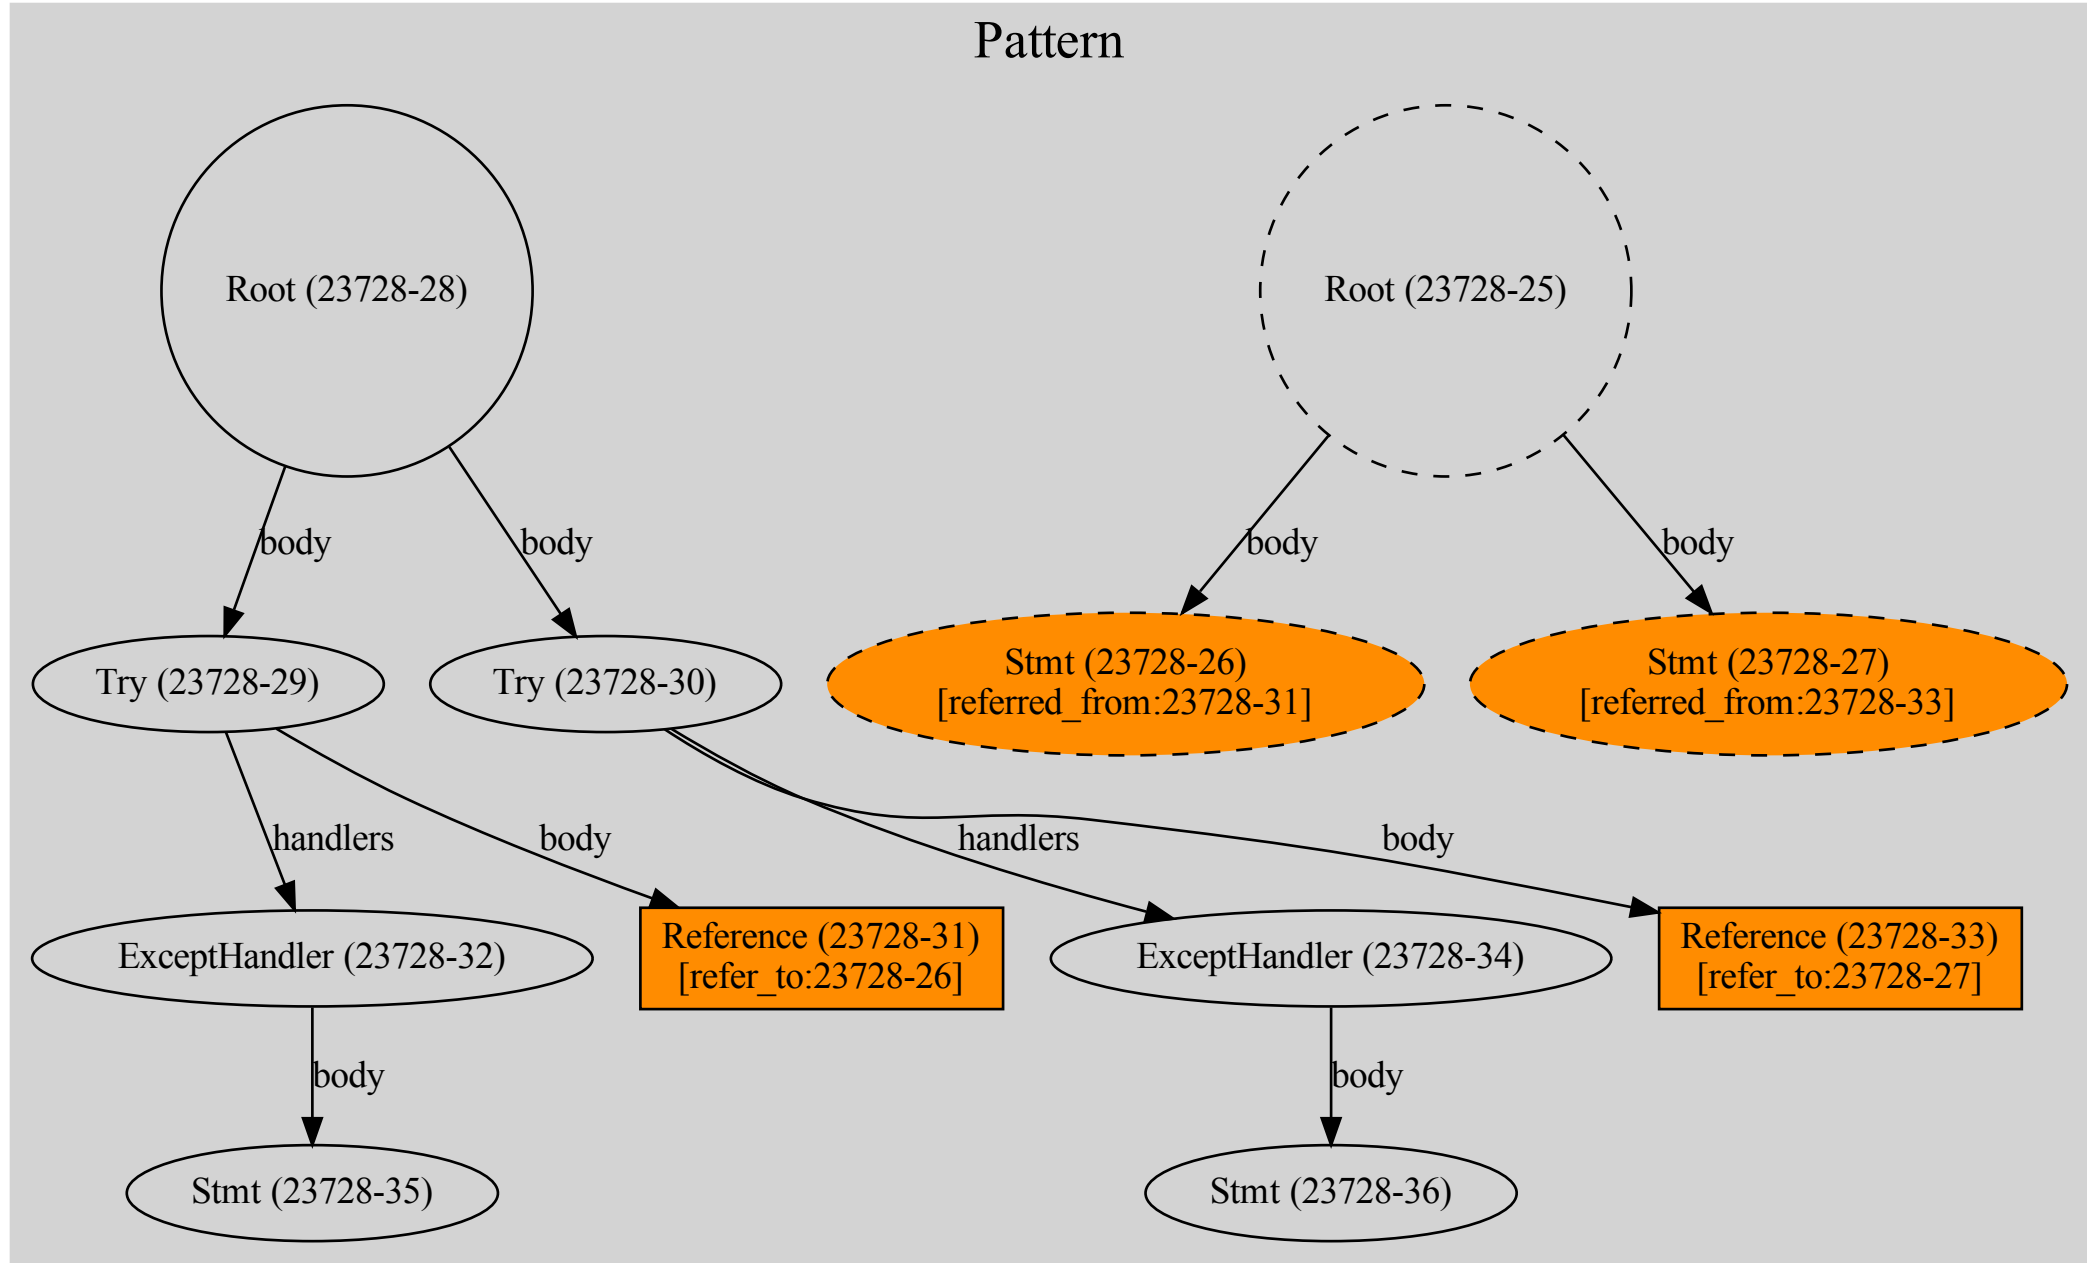 Pattern
Root (23728-28)
Root (23728-25)
body
body
body
body
Try (23728-29)
Try (23728-30)
Stmt (23728-26)
[referred_from:23728-31]
Stmt (23728-27)
[referred_from:23728-33]
handlers
body
handlers
body
ExceptHandler (23728-32)
Reference (23728-31)
[refer_to:23728-26]
ExceptHandler (23728-34)
Reference (23728-33)
[refer_to:23728-27]
body
body
Stmt (23728-35)
Stmt (23728-36)